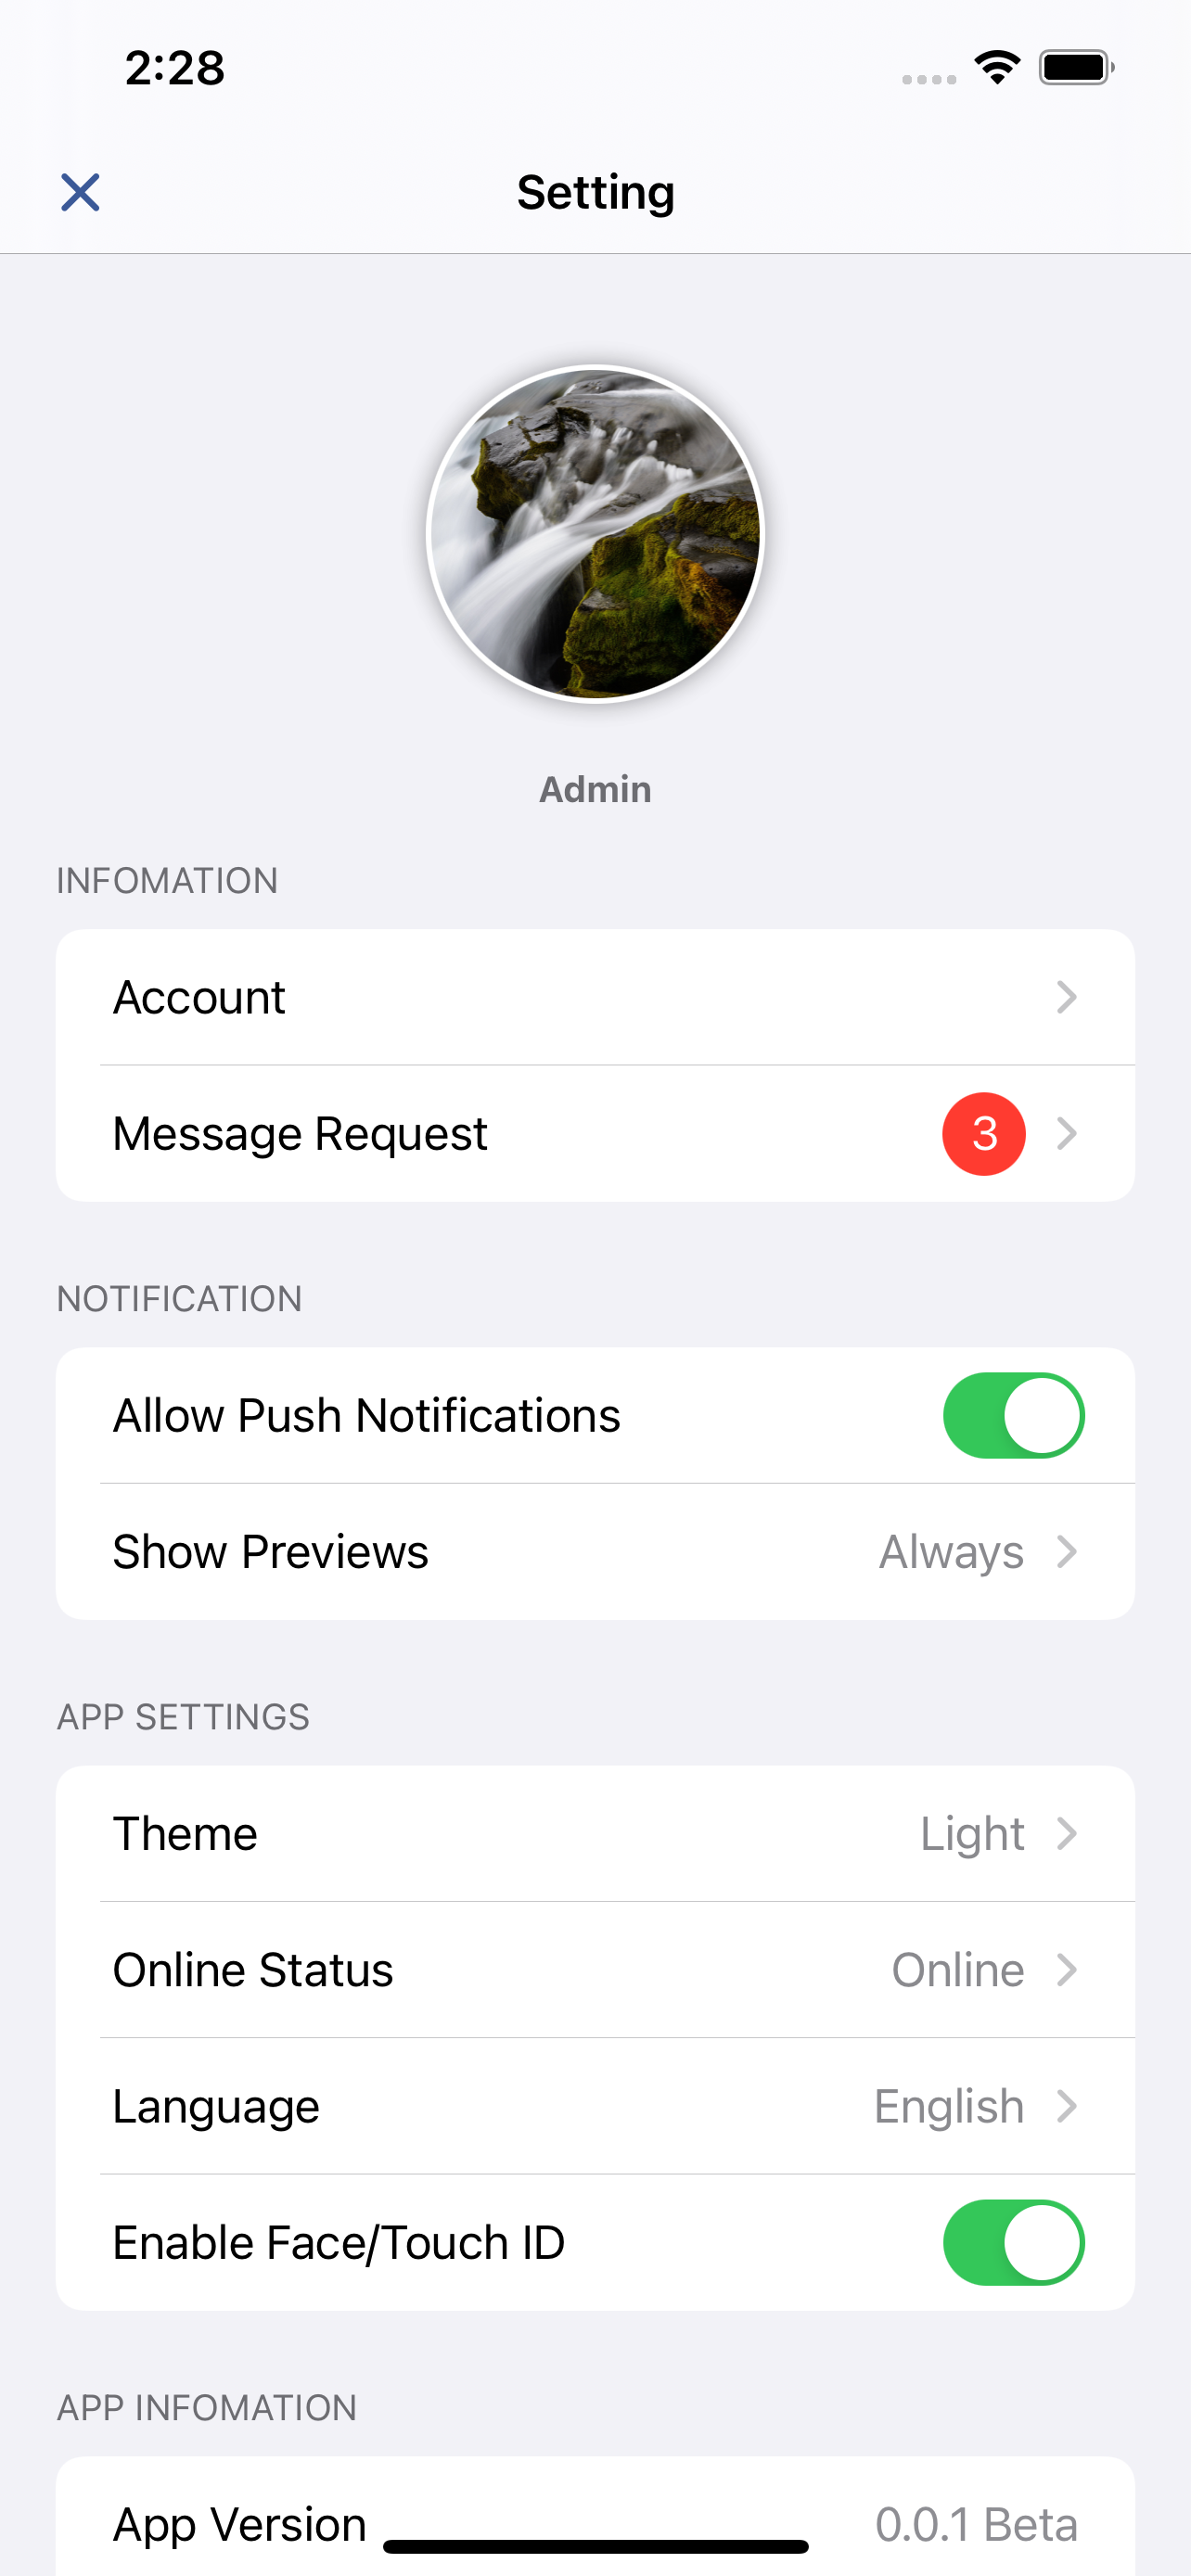 2:28
Setting
Admin
INFOMATION
Account
Message Request 3
NOTIFICATION
Allow Push Notifications
Show Previews Always
APP SETTINGS
Theme Light
Online Status Online
Language English
Enable Face/Touch ID
APP INFOMATION
App Version 0.0.1 Beta